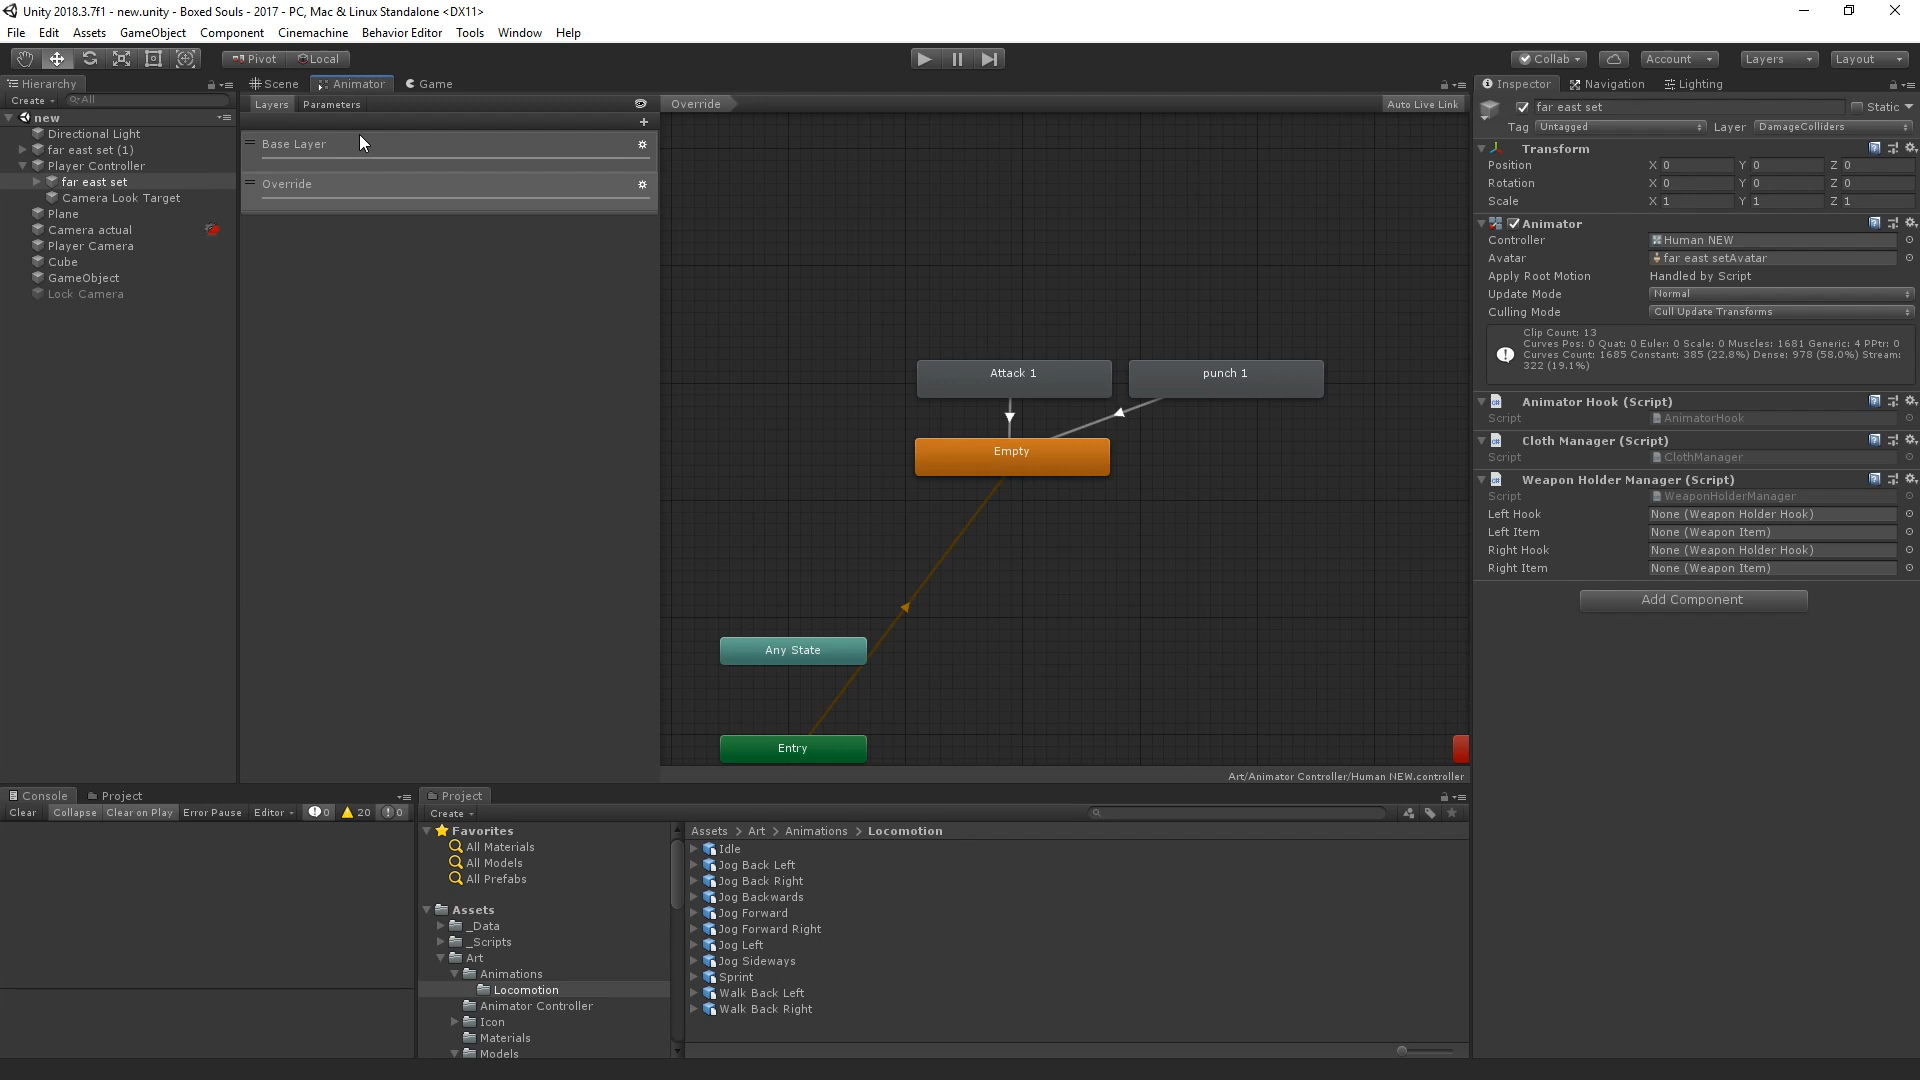 Unity 2018.3.7f1 - new.unity - Boxed Souls - 2017 - PC, Mac & Linux Standalone <DX11>
File Edit Assets GameObject Component Cinemachine Behavior Editor Tools Window Help
Pivot Local Collab Account Layers Layout
Hierarchy
Create All
new
Directional Light
far east set (1)
Player Controller
far east set
Camera Look Target
Plane
Camera actual
Player Camera
Cube
GameObject
Lock Camera
Scene Animator Game
Layers Parameters
Override Auto Live Link
Base Layer
Override
Attack 1
punch 1
Empty
Any State
Entry
Art/Animator Controller/Human NEW.controller
Inspector Navigation Lighting
far east set Static
Tag Untagged Layer DamageColliders
Transform
Position X 0 Y 0 Z 0
Rotation X 0 Y 0 Z 0
Scale X 1 Y 1 Z 1
Animator
Controller Human NEW
Avatar far east setAvatar
Apply Root Motion Handled by Script
Update Mode Normal
Culling Mode Cull Update Transforms
Clip Count: 13
Curves Pos: 0 Quat: 0 Euler: 0 Scale: 0 Muscles: 1681 Generic: 4 PPtr: 0
Curves Count: 1685 Constant: 385 (22.8%) Dense: 978 (58.0%) Stream:
322 (19.1%)
Animator Hook (Script)
Script AnimatorHook
Cloth Manager (Script)
Script ClothManager
Weapon Holder Manager (Script)
Script WeaponHolderManager
Left Hook None (Weapon Holder Hook)
Left Item None (Weapon Item)
Right Hook None (Weapon Holder Hook)
Right Item None (Weapon Item)
Add Component
Console Project
Clear Collapse Clear on Play Error Pause Editor 0 20 0
Project
Create
Favorites
All Materials
All Models
All Prefabs
Assets
_Data
_Scripts
Art
Animations
Locomotion
Animator Controller
Icon
Materials
Models
Assets > Art > Animations > Locomotion
Idle
Jog Back Left
Jog Back Right
Jog Backwards
Jog Forward
Jog Forward Right
Jog Left
Jog Sideways
Sprint
Walk Back Left
Walk Back Right